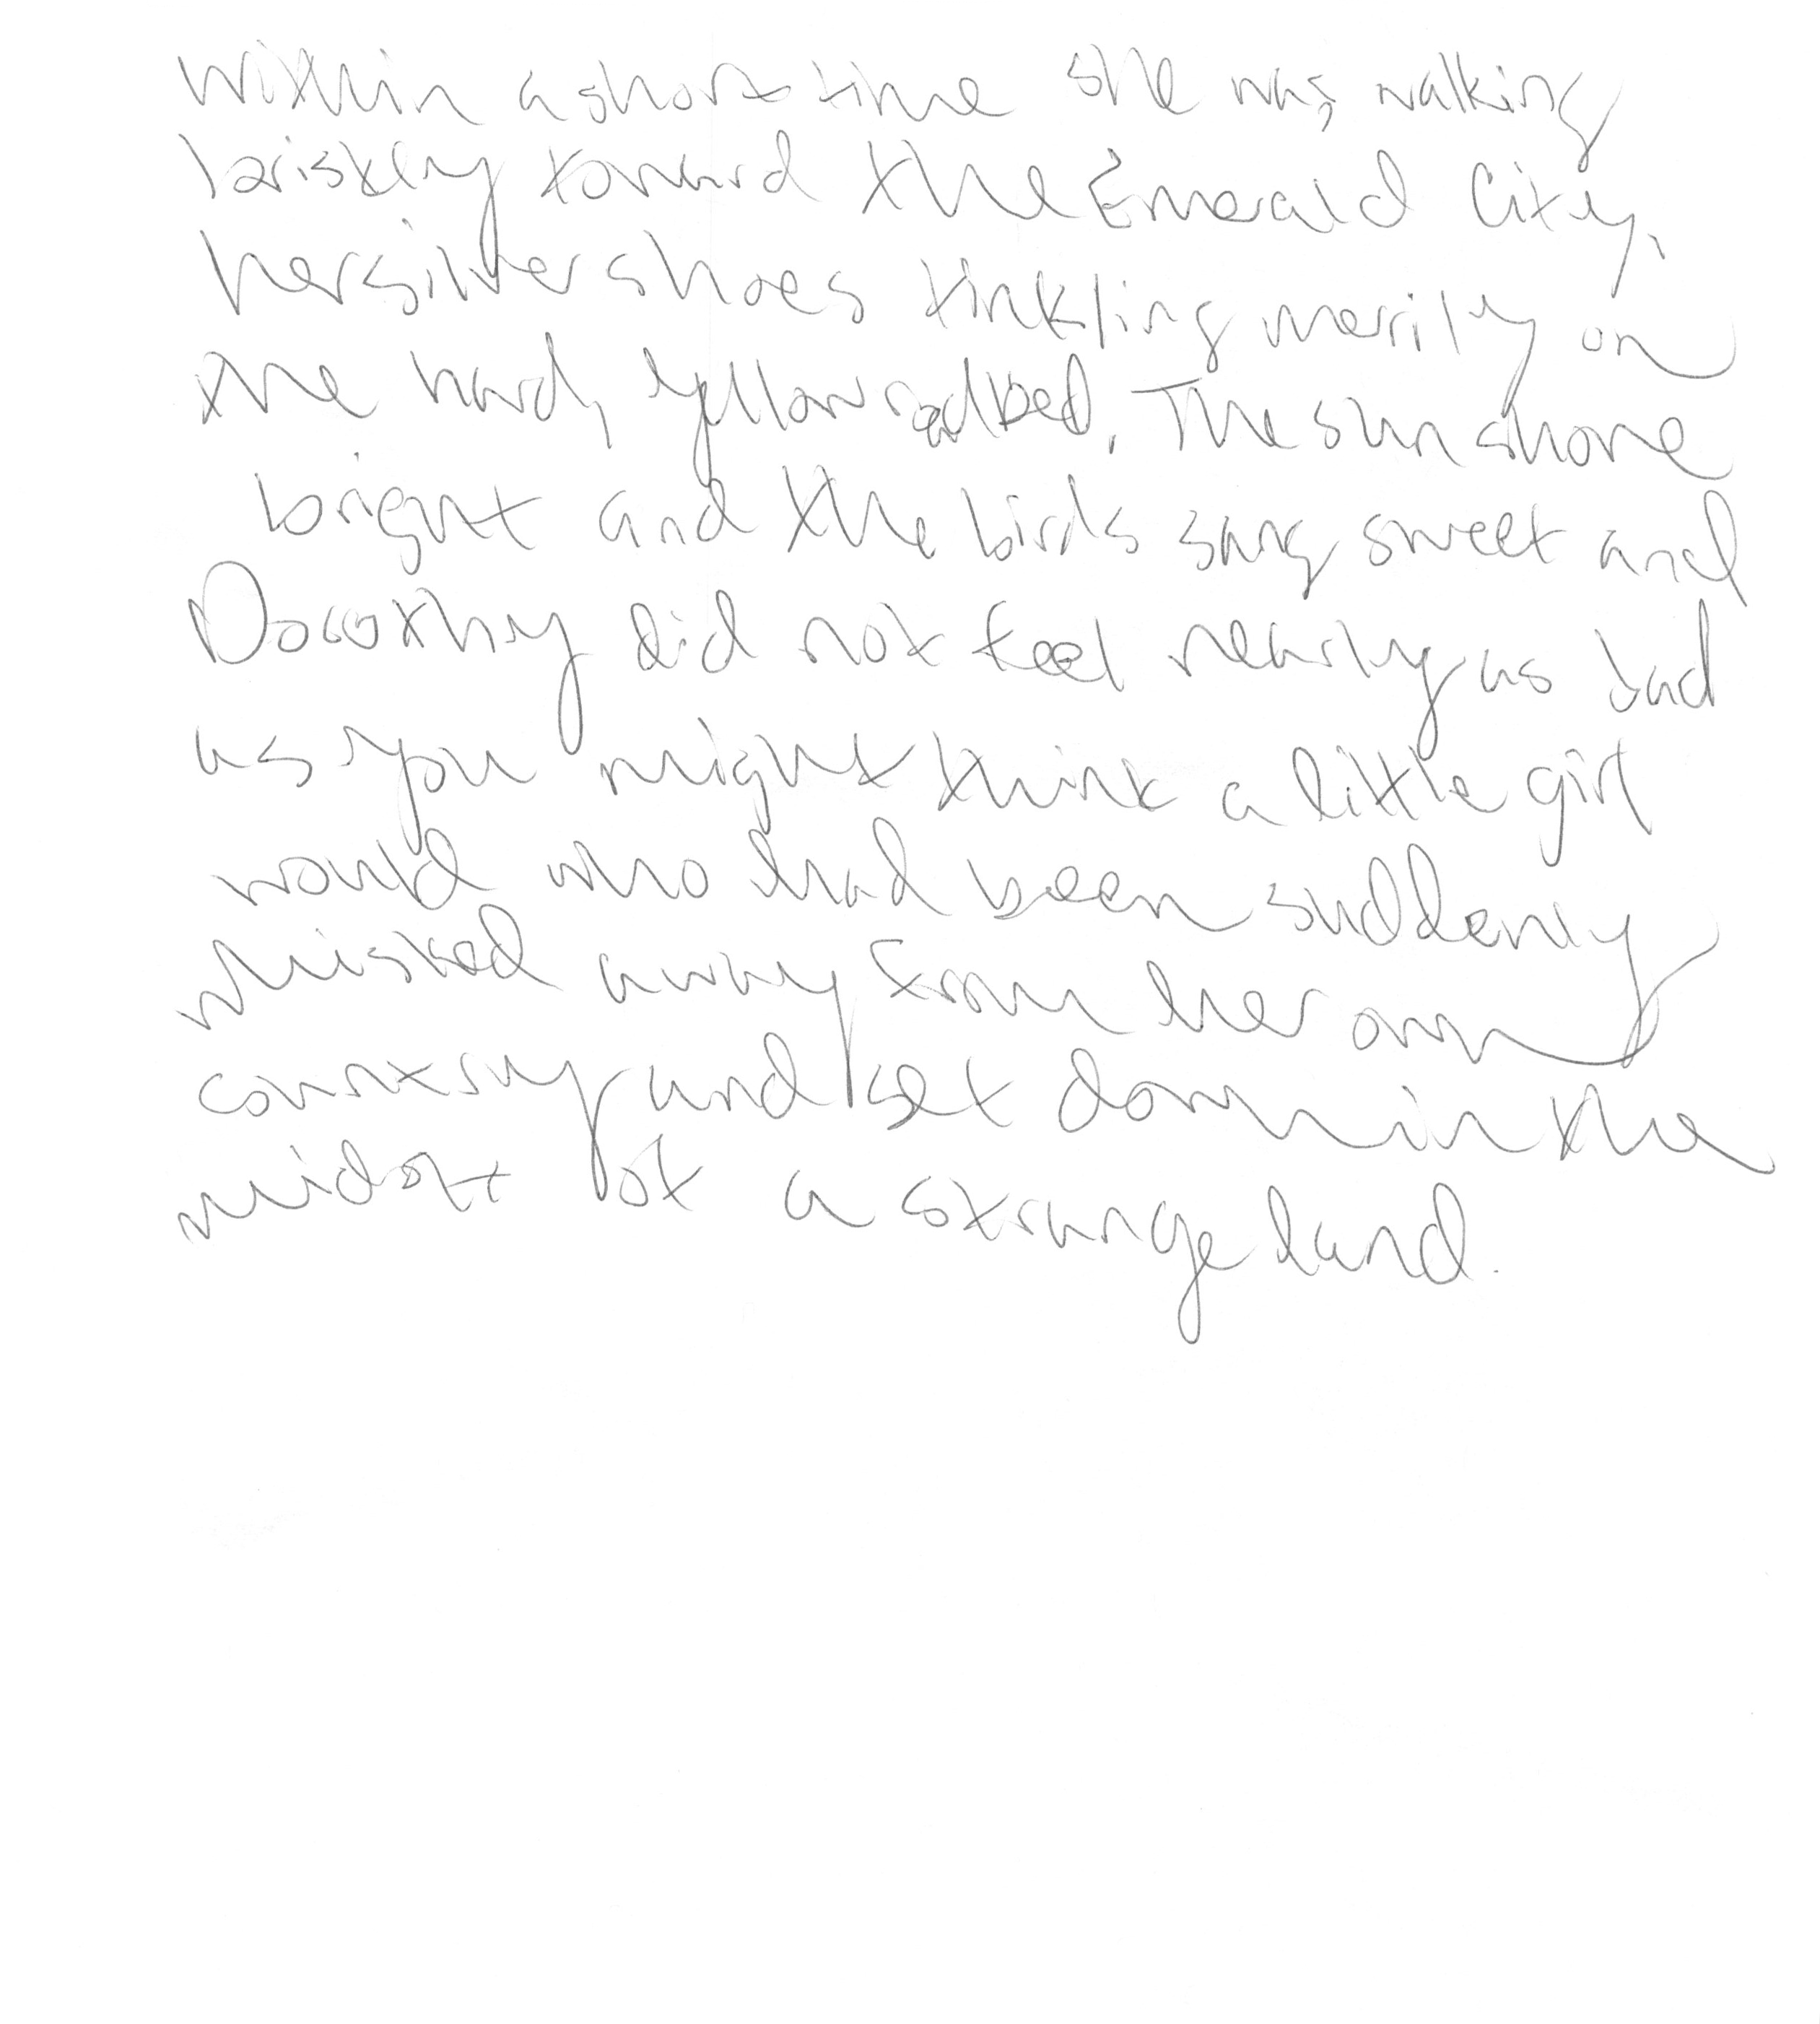 Within a short time she was walking
briskly toward the Emerald City,
her silver shoes tinkling merrily on
the hard, yellow roadbed. The sun shone
bright and the birds sang sweet and
Doroothy did not feel nearly as bad
as you might think a little girl
would who had been suddenly
whisked away from her own
country and set down in the
midst of a strange land.